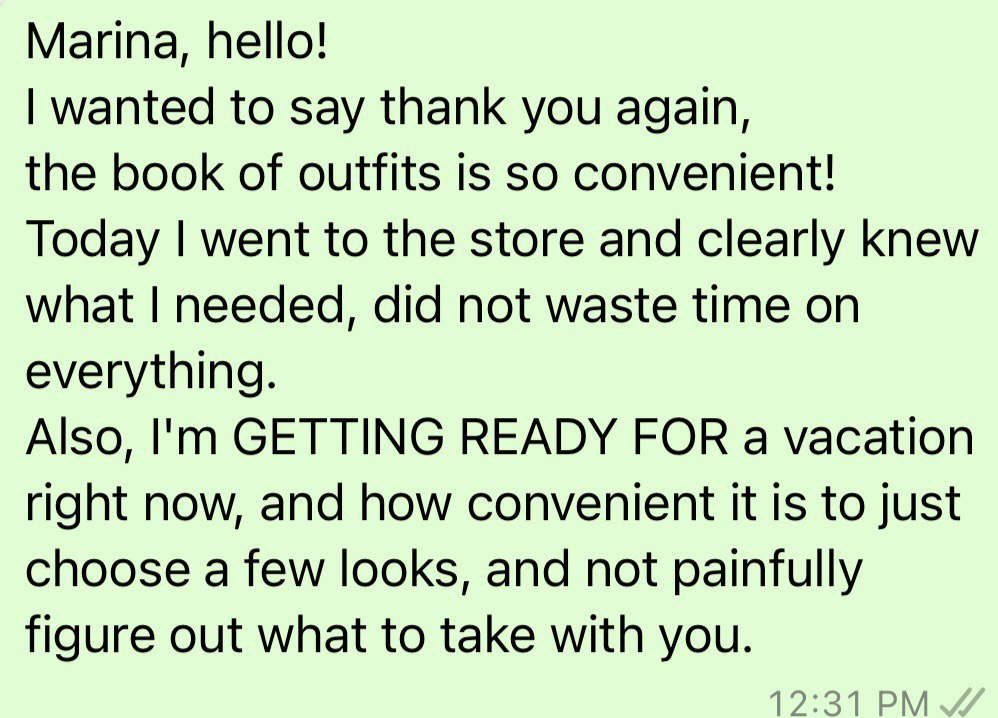 Marina, hello!
I wanted to say thank you again,
the book of outfits is so convenient!
Today I went to the store and clearly knew
what I needed, did not waste time on
everything.
Also, I'm GETTING READY FOR a vacation
right now, and how convenient it is to just
choose a few looks, and not painfully
figure out what to take with you.
12:31 PM